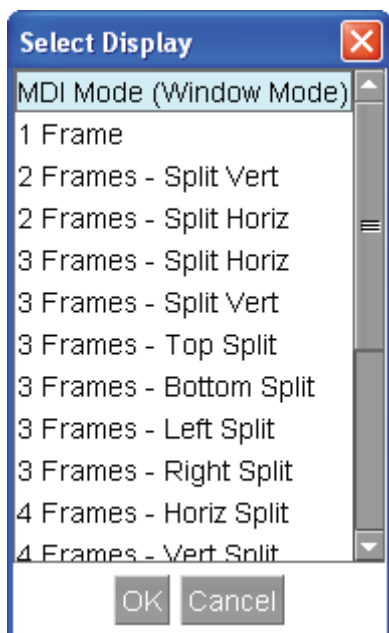 Select Display
MDI Mode (Window Mode)
1 Frame
2 Frames - Split Vert
2 Frames - Split Horiz
3 Frames - Split Horiz
3 Frames - Split Vert
3 Frames - Top Split
3 Frames - Bottom Split
3 Frames - Left Split
3 Frames - Right Split
4 Frames - Horiz Split
4 Frames - Vert Split
OK Cancel